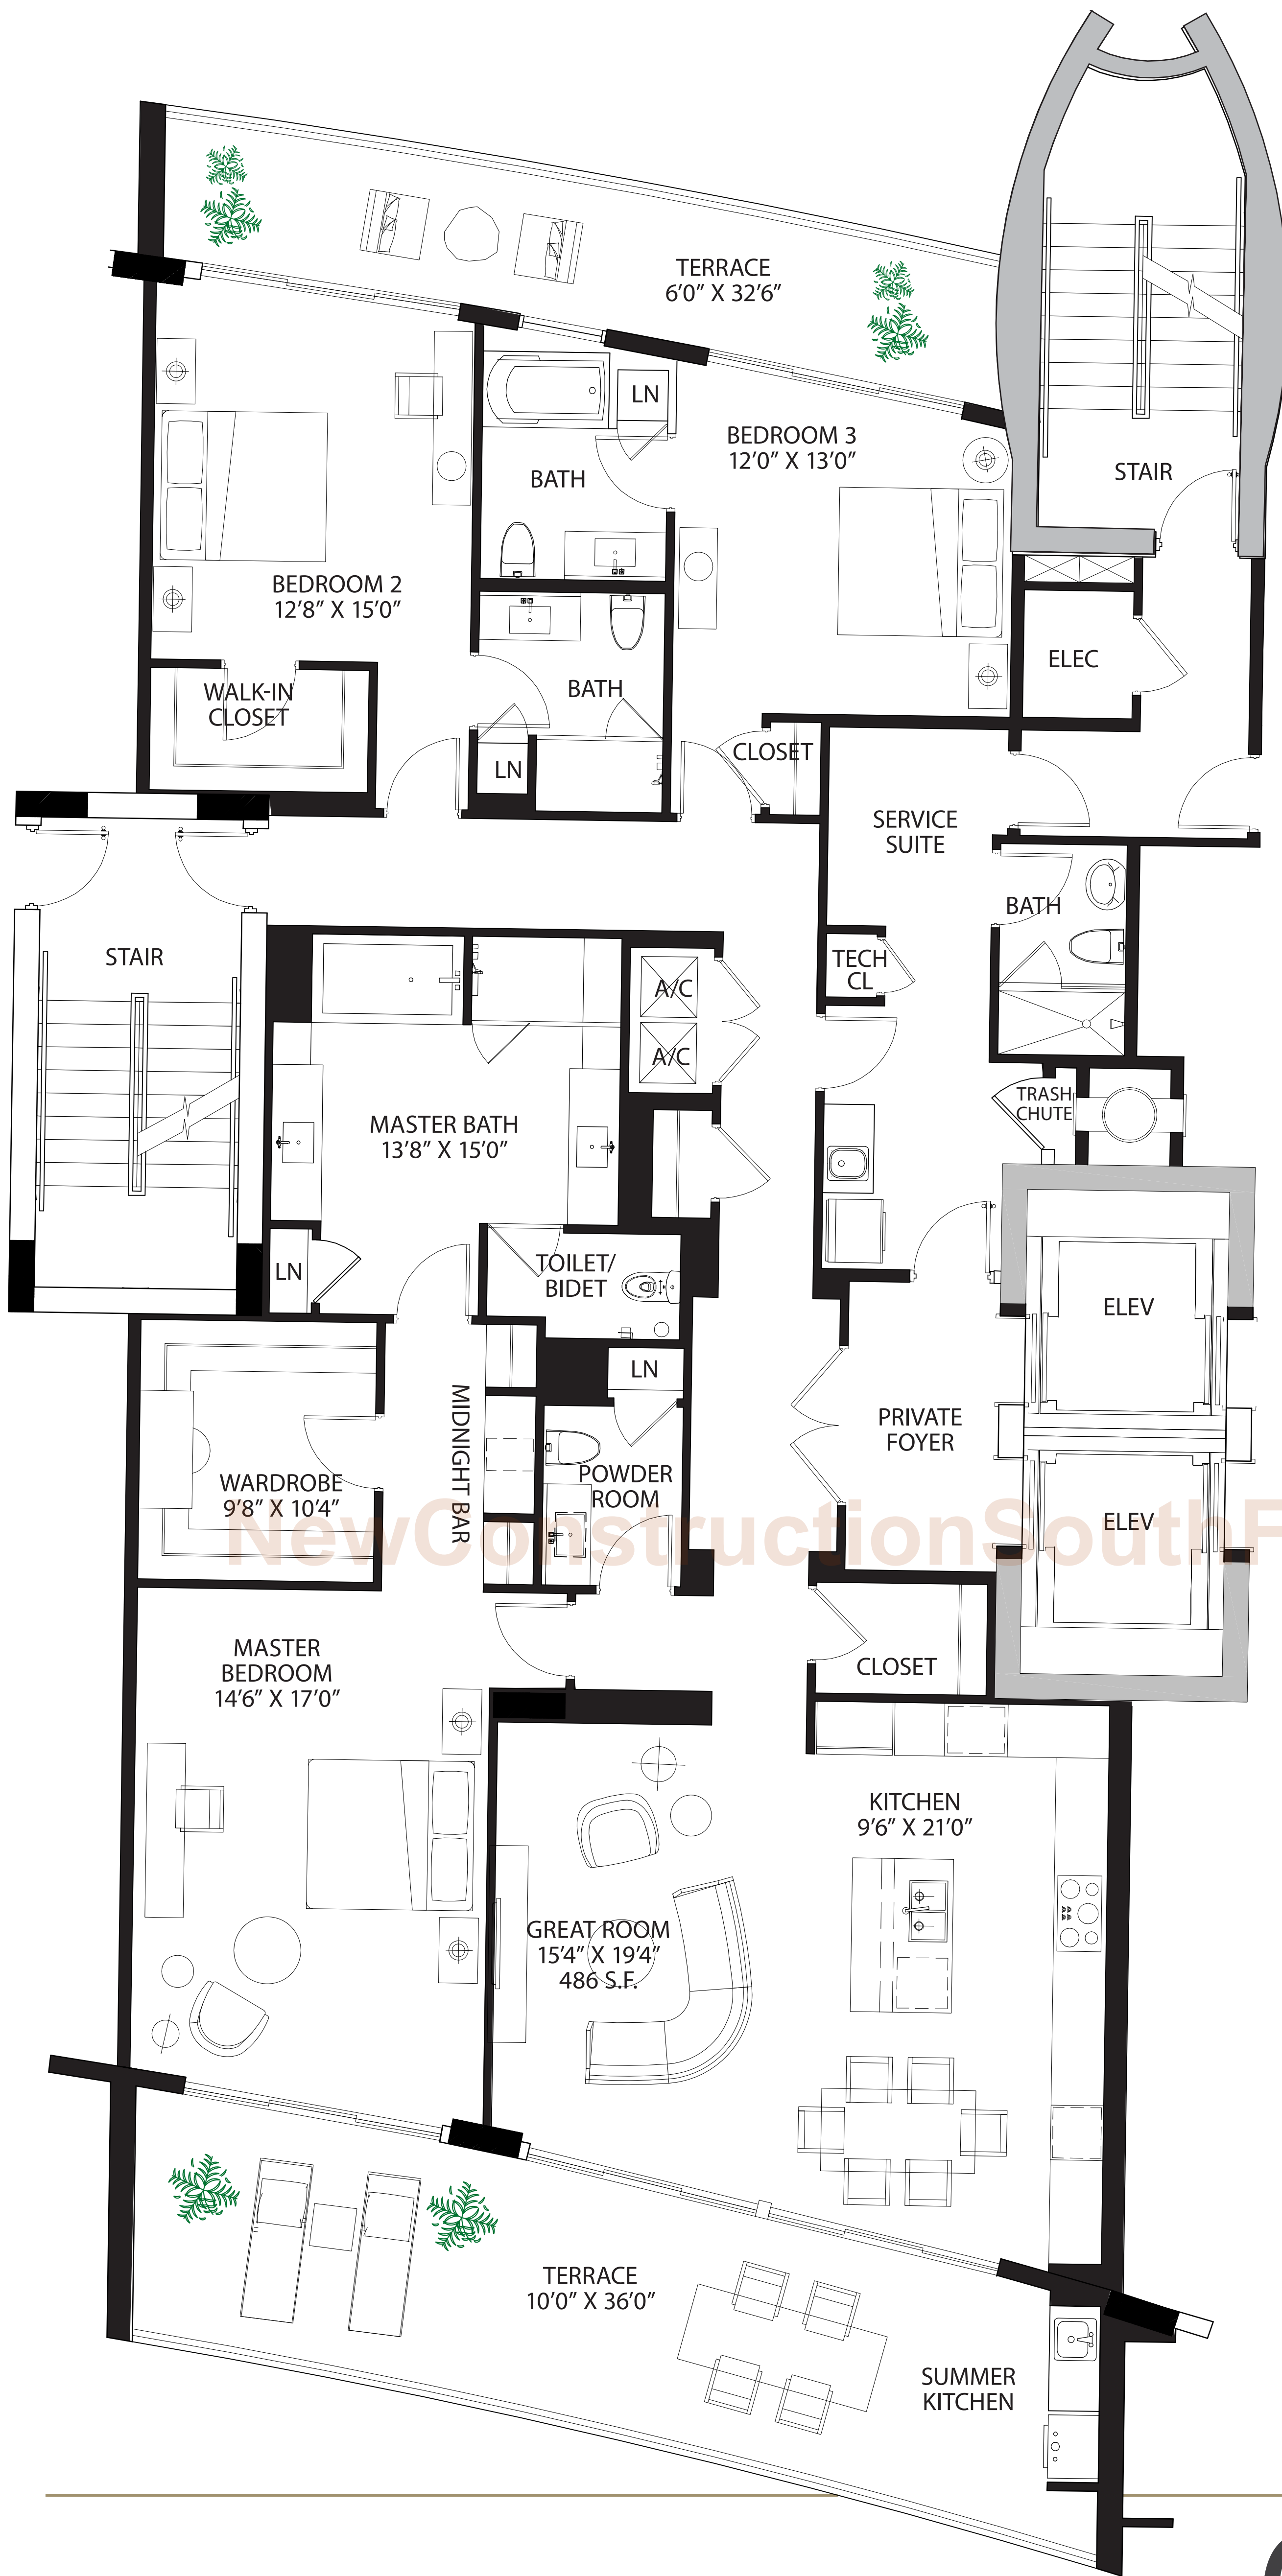 TERRACE
6'0" X 32'6"
LN
BEDROOM 3
12'0" X 13'0"
BATH
STAIR
BEDROOM 2
12'8" X 15'0"
ELEC
WALK-IN
CLOSET
BATH
LN
CLOSET
SERVICE
SUITE
BATH
STAIR
TECH
CL
A/C
A/C
TRASH
CHUTE
MASTER BATH
13'8" X 15'0"
TOILET/
BIDET
LN
ELEV
LN
MIDNIGHT BAR
PRIVATE
FOYER
WARDROBE
9'8" X 10'4"
POWDER
ROOM
ELEV
NewConstructionSouthF
MASTER
BEDROOM
14'6" X 17'0"
CLOSET
KITCHEN
9'6" X 21'0"
GREAT ROOM
15'4" X 19'4"
486 S.F.
TERRACE
10'0" X 36'0"
SUMMER
KITCHEN